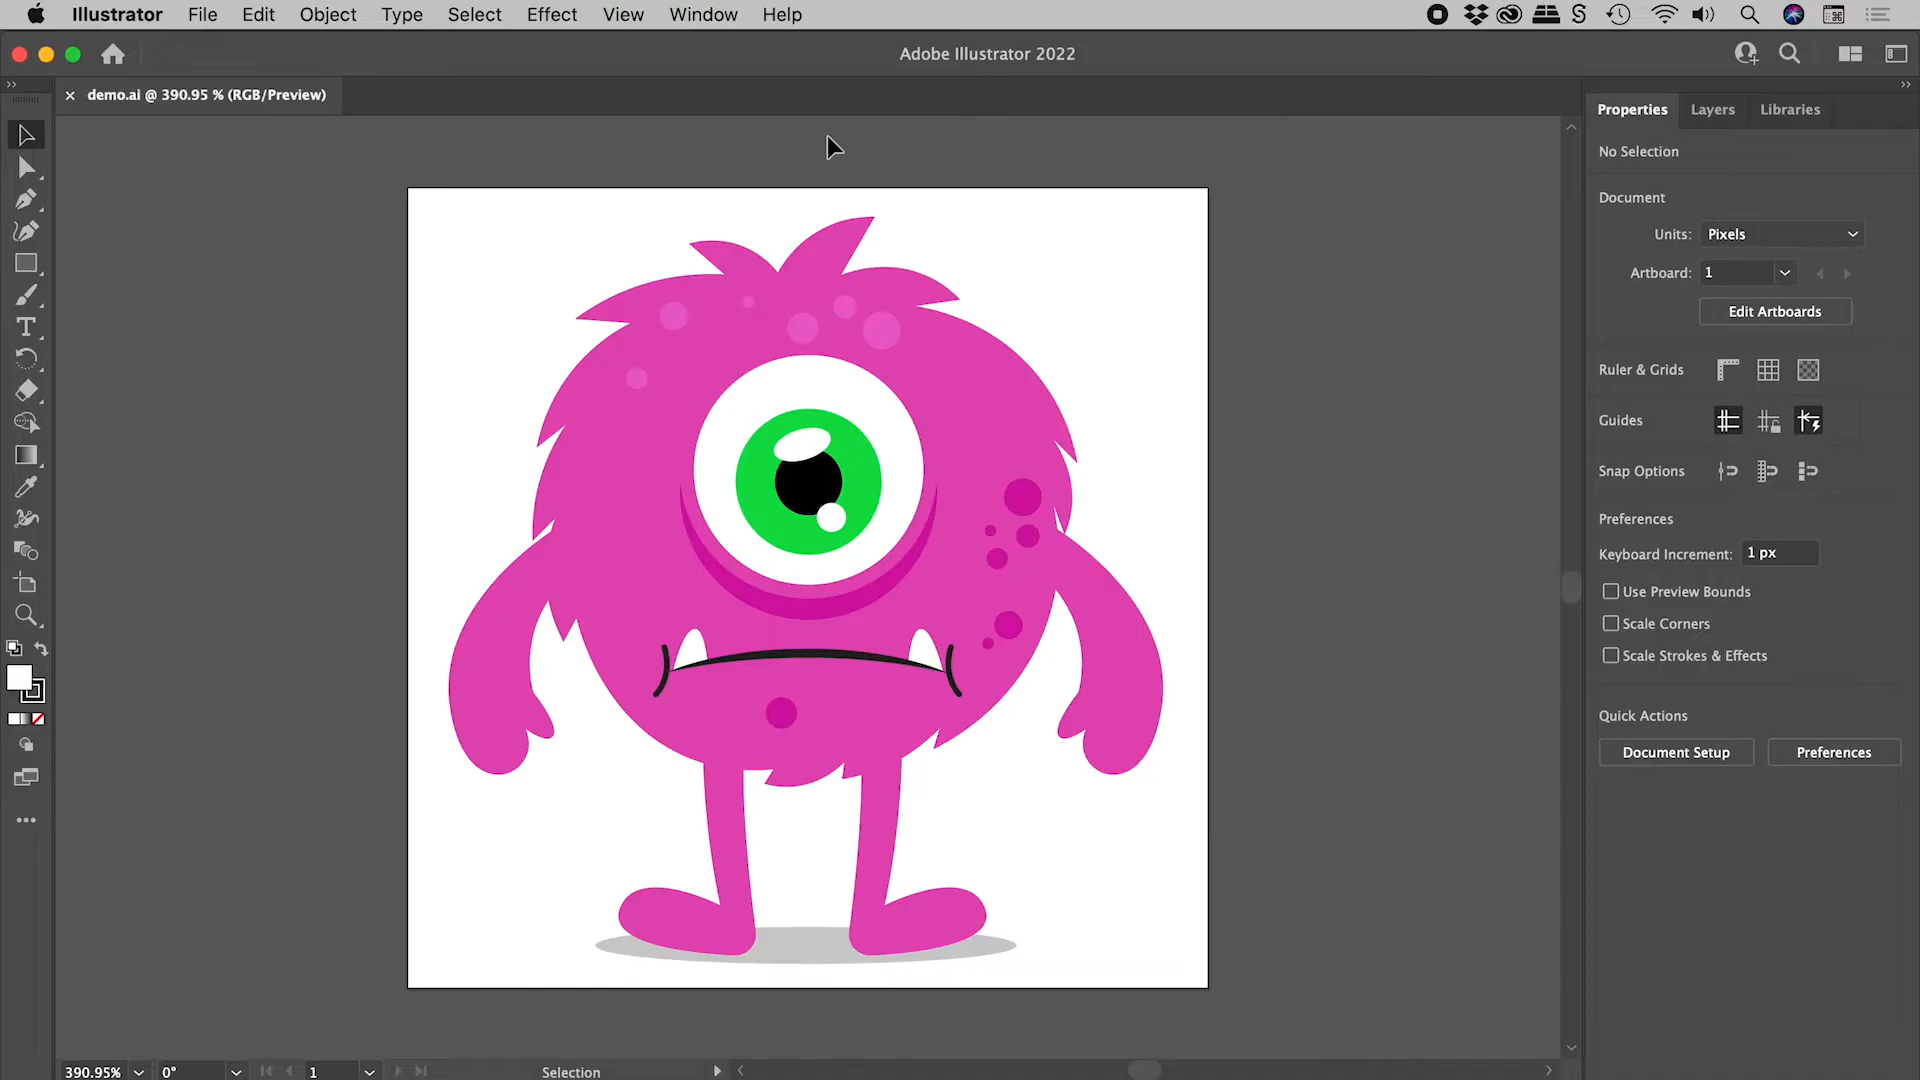 Illustrator File Edit Object Type Select Effect View Window Help
Adobe Illustrator 2022
demo.ai @ 390.95 % (RGB/Preview)
Properties Layers Libraries
No Selection
Document
Units: Pixels
Artboard: 1
Edit Artboards
Ruler & Grids
Guides
Snap Options
Preferences
Keyboard Increment: 1 px
Use Preview Bounds
Scale Corners
Scale Strokes & Effects
Quick Actions
Document Setup Preferences
390.95% 0° 1 Selection